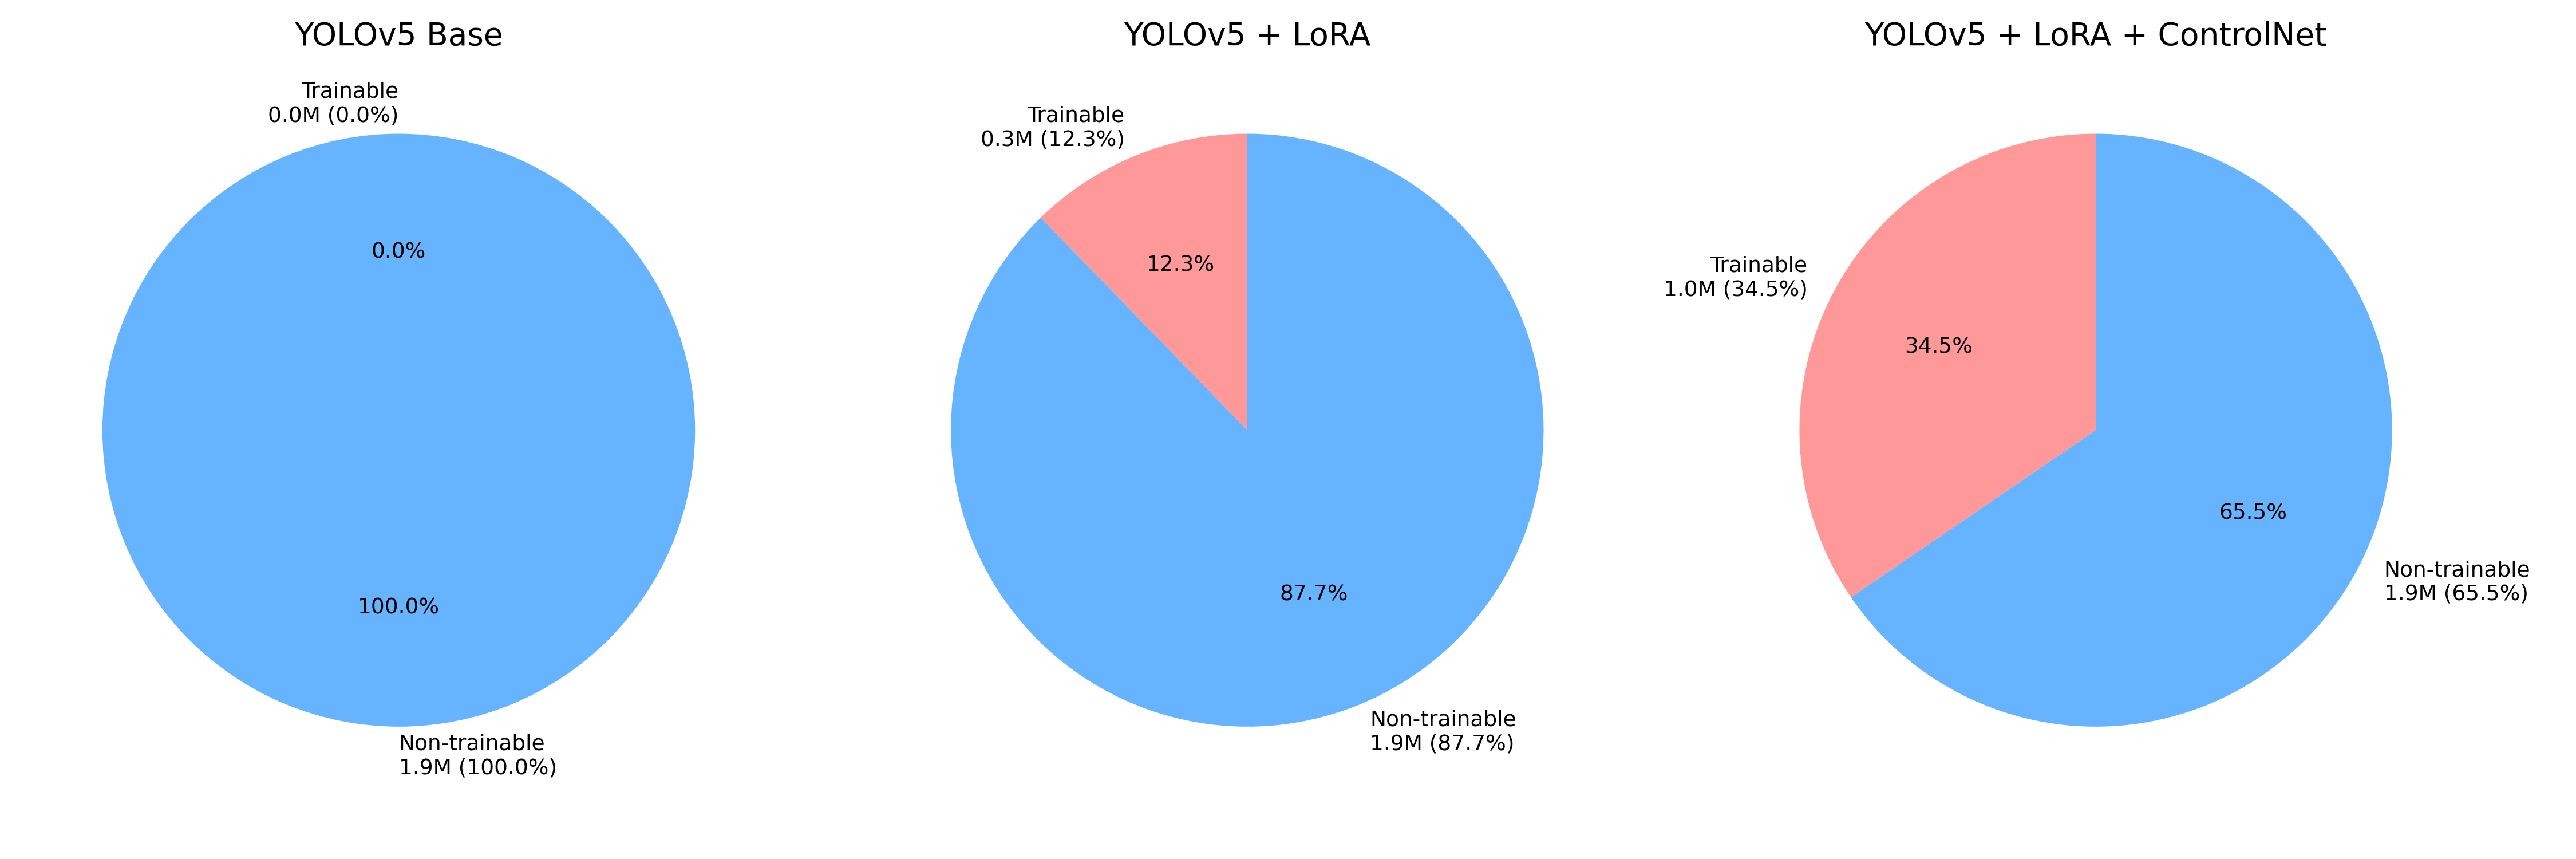 YOLOv5 Base
Trainable
0.0M (0.0%)
0.0%
100.0%
Non-trainable
1.9M (100.0%)
YOLOv5 + LoRA
Trainable
0.3M (12.3%)
12.3%
87.7%
Non-trainable
1.9M (87.7%)
YOLOv5 + LoRA + ControlNet
Trainable
1.0M (34.5%)
34.5%
65.5%
Non-trainable
1.9M (65.5%)